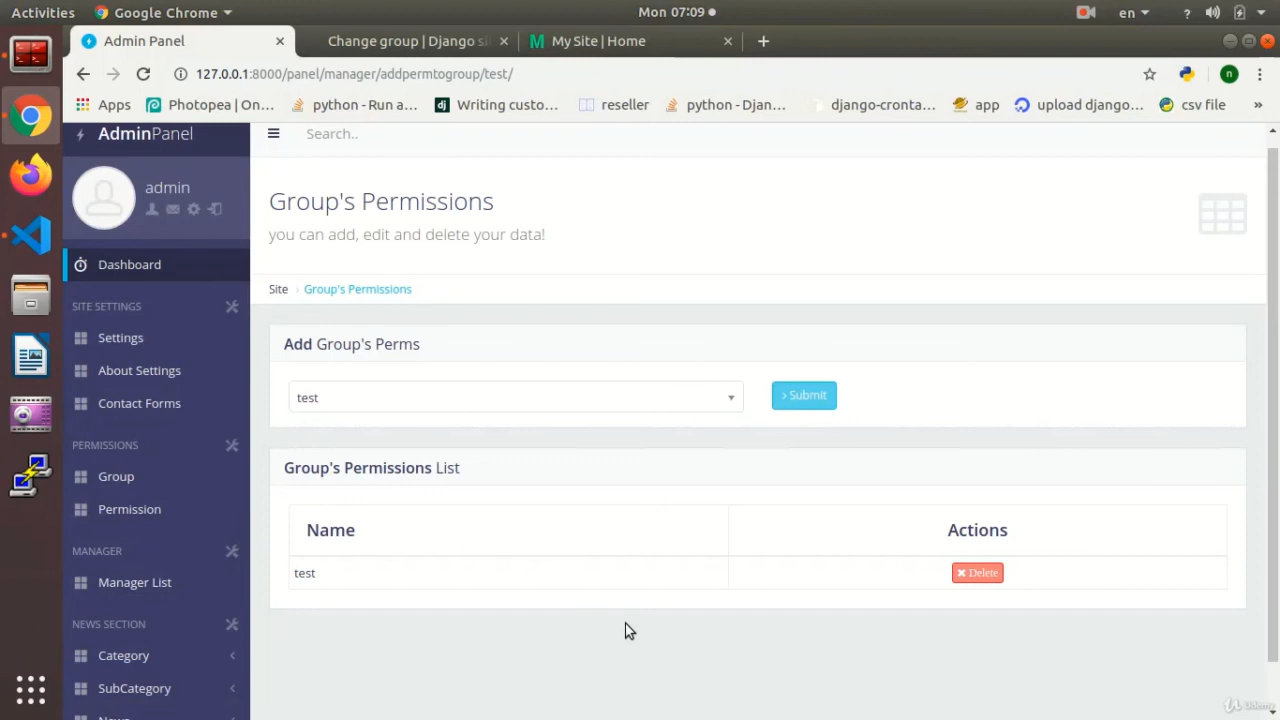 Activities Google Chrome Mon 07:09 en
Admin Panel Change group | Django si My Site | Home
127.0.0.1:8000/panel/manager/addpermtogroup/test/
Apps Photopea | On... python - Run a... Writing custo... reseller python - Djan... django-cronta... app upload django... csv file »
AdminPanel Search..
admin
Group's Permissions
you can add, edit and delete your data!
Dashboard
Site › Group's Permissions
SITE SETTINGS
Settings
About Settings
Contact Forms
PERMISSIONS
Group
Permission
MANAGER
Manager List
NEWS SECTION
Category
SubCategory
News
Add Group's Perms
test Submit
Group's Permissions List
Name Actions
test Delete
Udemy